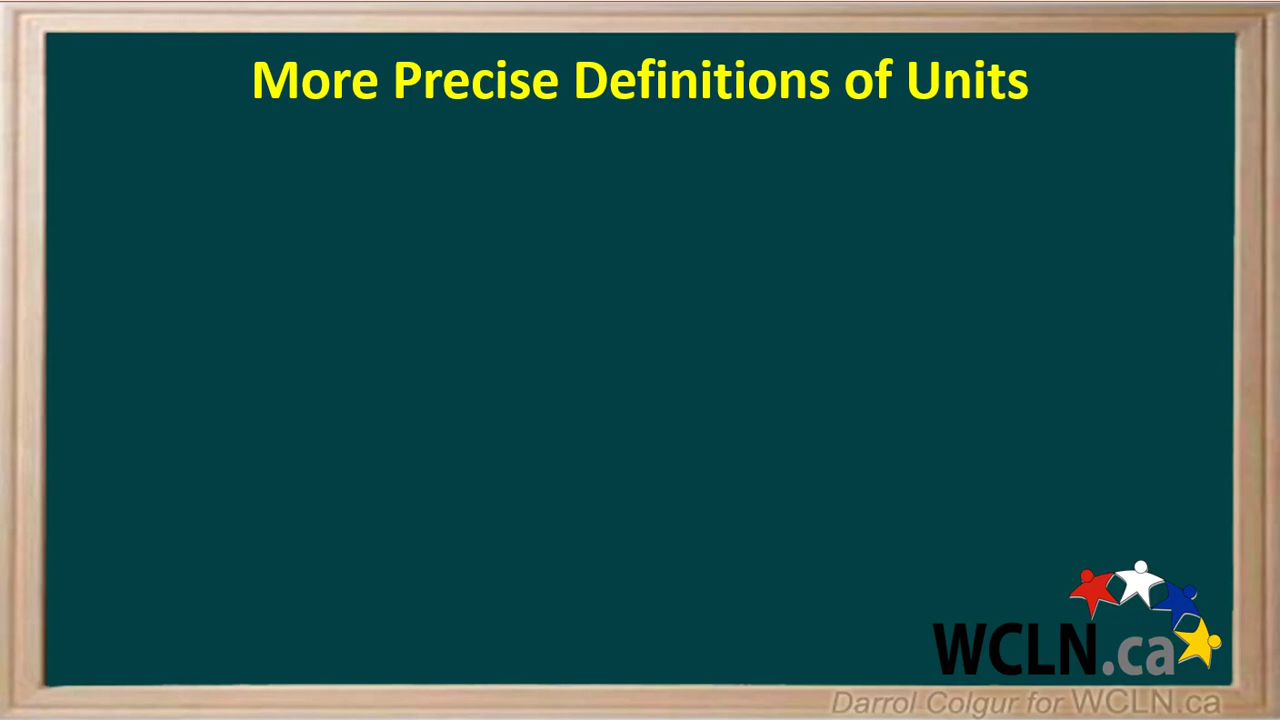 More Precise Definitions of Units
WCLN.ca
Darrol Colgur for WCLN.ca